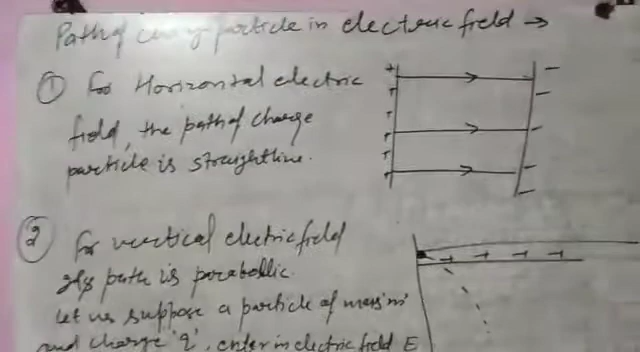 Path of charge particle in electric field →
① For Horizontal electric
field, the path of charge
particle is straight line.
② For vertical electric field
its path is parabollic.
Let us suppose a particle of mass 'm'
and charge 'q', enter in electric field E